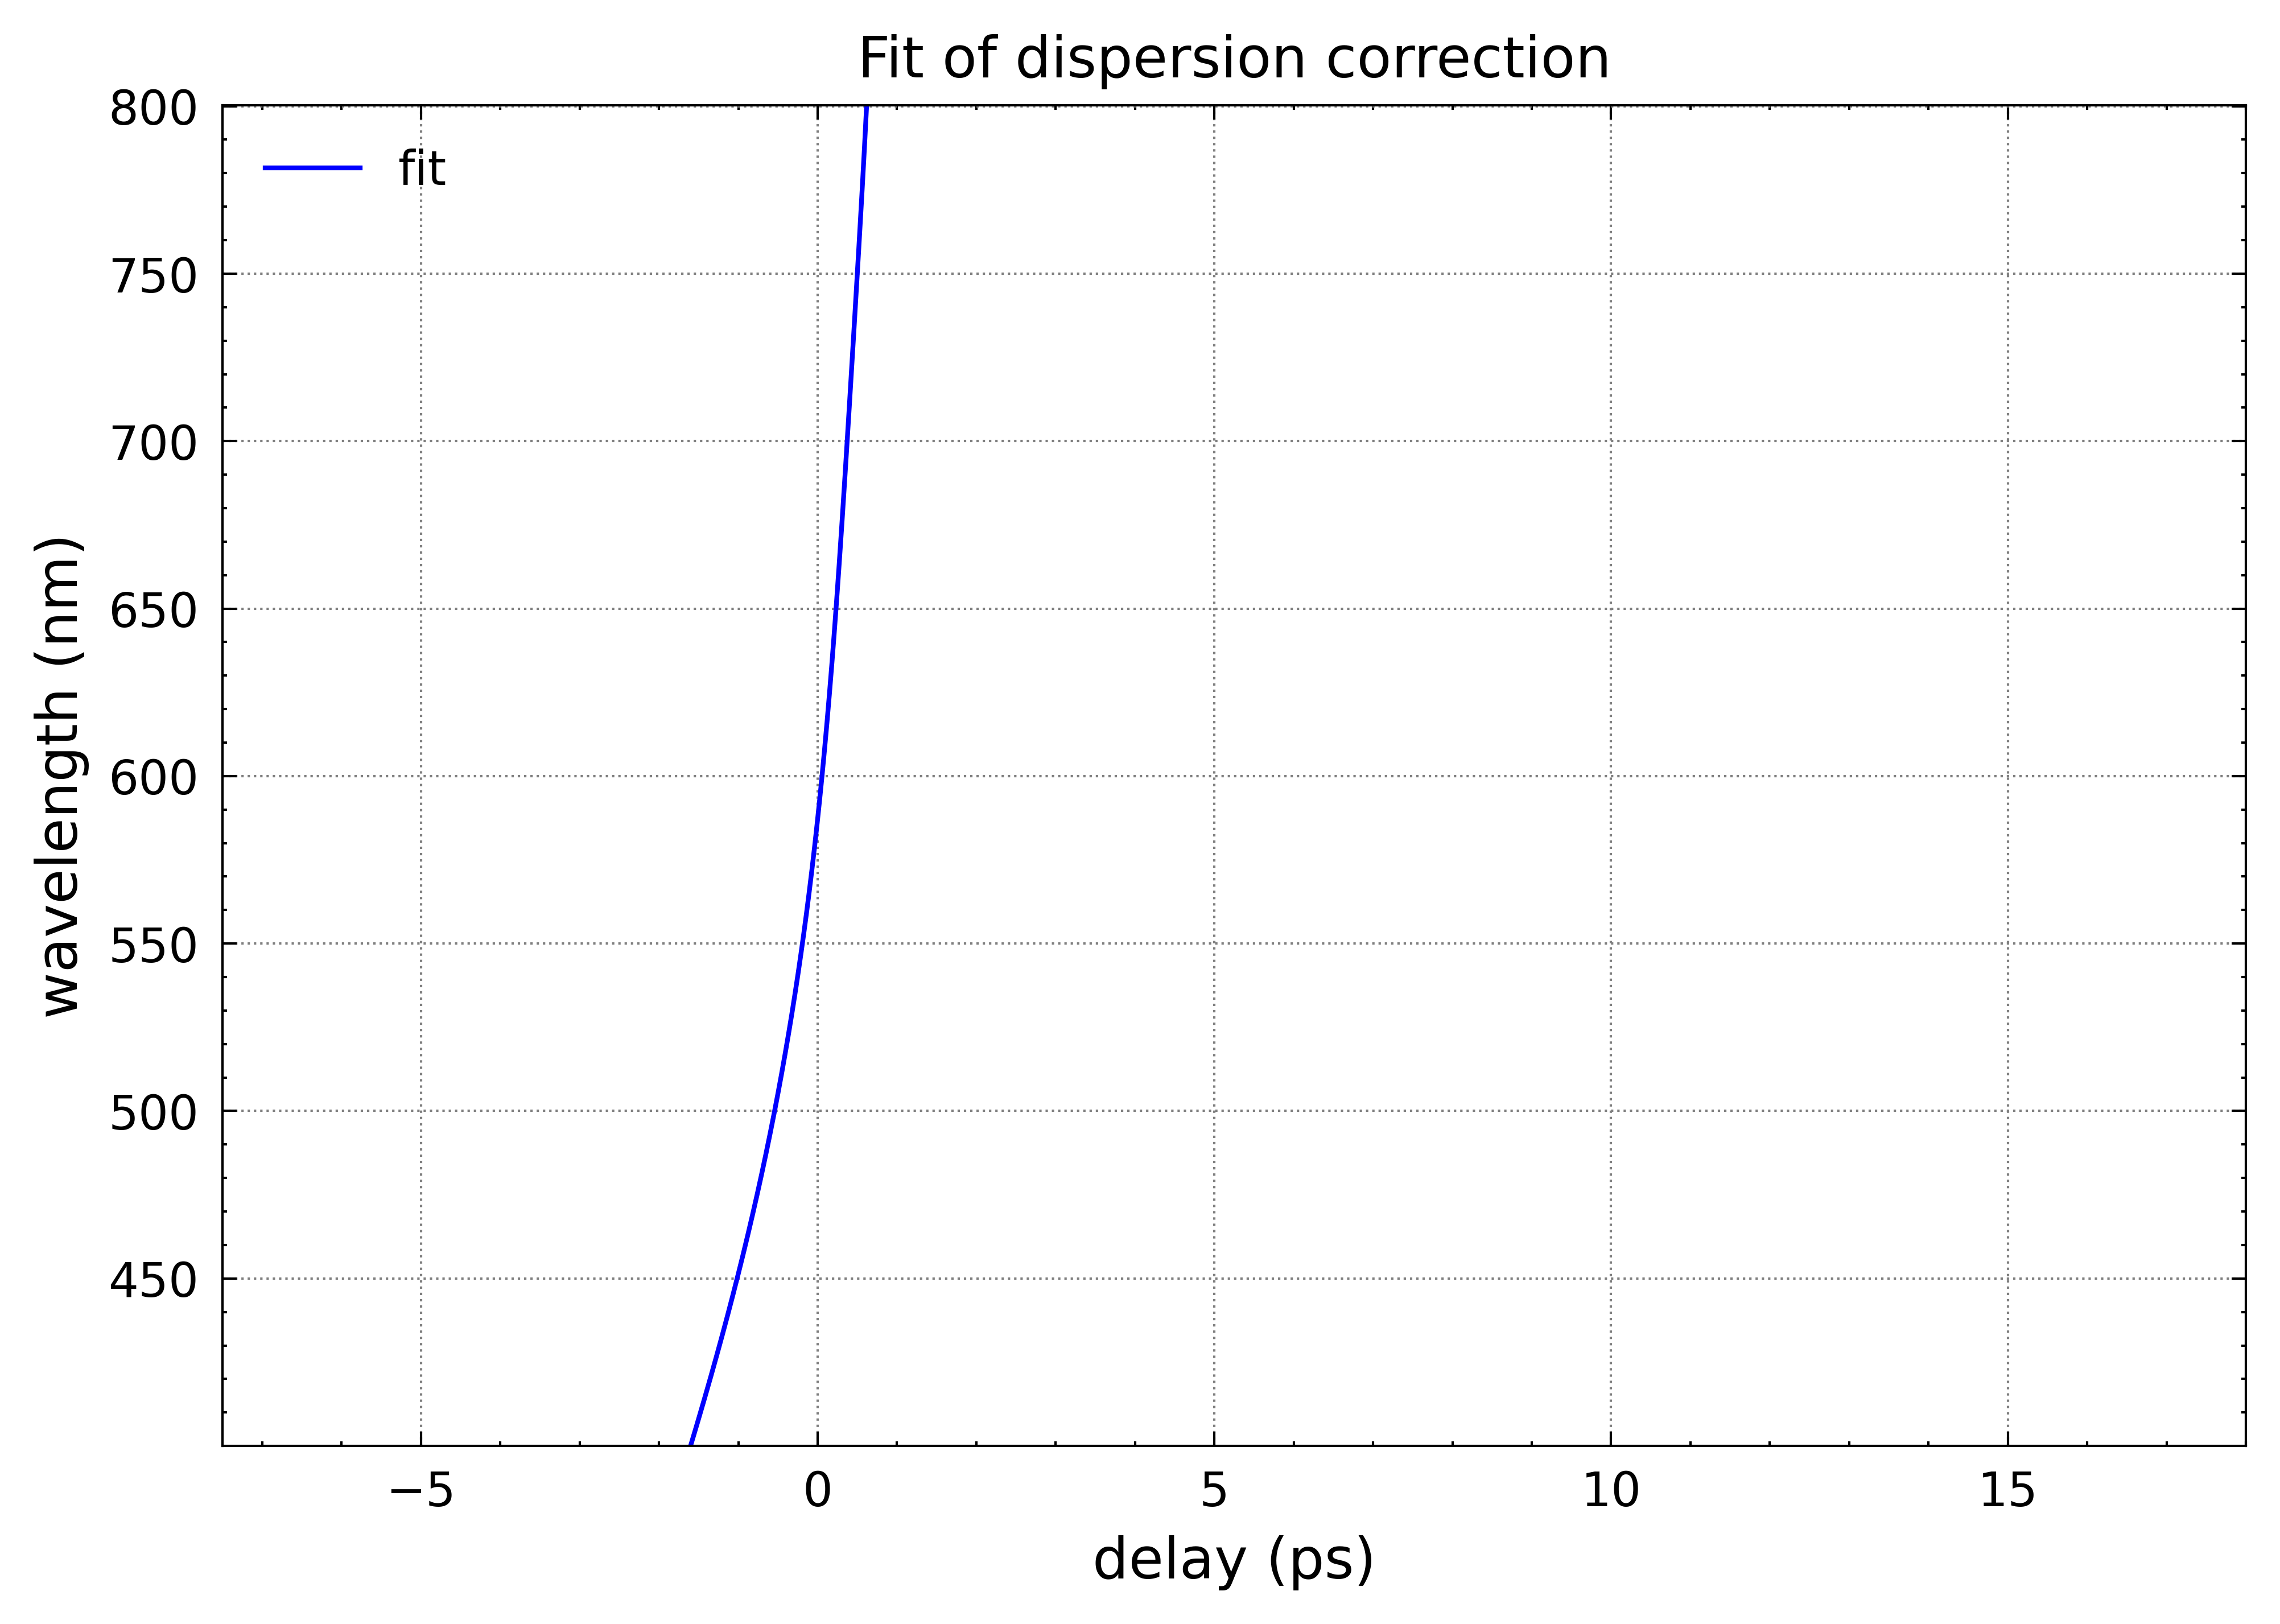 Fit of dispersion correction
fit
800
750
700
650
600
550
500
450
wavelength (nm)
−5 0 5 10 15
delay (ps)